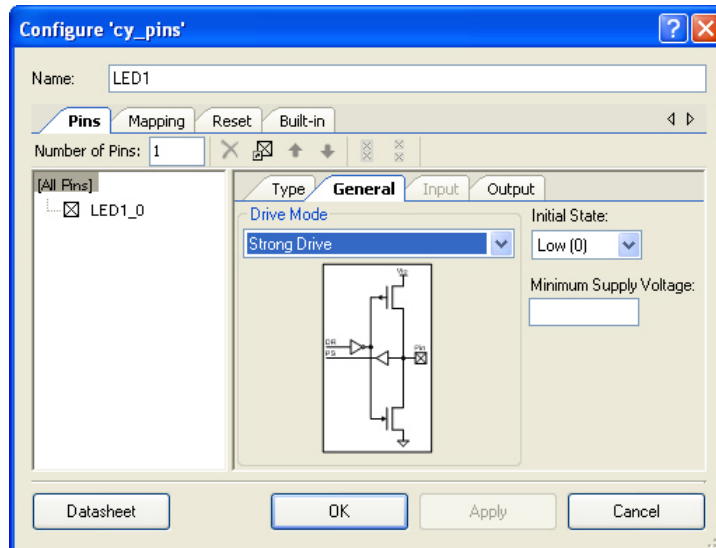 Configure 'cy_pins'
Name: LED1
Pins Mapping Reset Built-in
Number of Pins: 1
[All Pins]
LED1_0
Type General Input Output
Drive Mode
Strong Drive
Initial State:
Low (0)
Minimum Supply Voltage:
Vio
DR
PS
Pin
Datasheet OK Apply Cancel